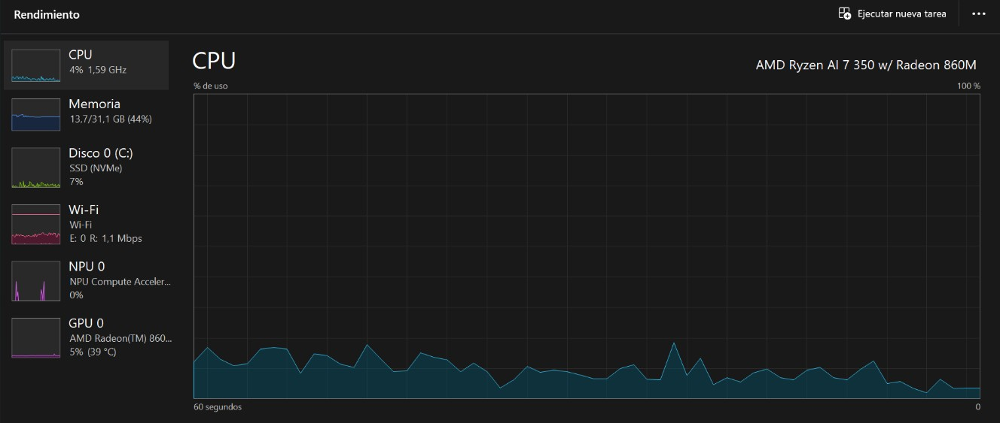 Rendimiento
Ejecutar nueva tarea
CPU
4% 1,59 GHz
Memoria
13,7/31,1 GB (44%)
Disco 0 (C:)
SSD (NVMe)
7%
Wi-Fi
Wi-Fi
E: 0 R: 1,1 Mbps
NPU 0
NPU Compute Acceler...
0%
GPU 0
AMD Radeon(TM) 860...
5% (39 °C)
CPU
AMD Ryzen AI 7 350 w/ Radeon 860M
% de uso
100 %
60 segundos
0